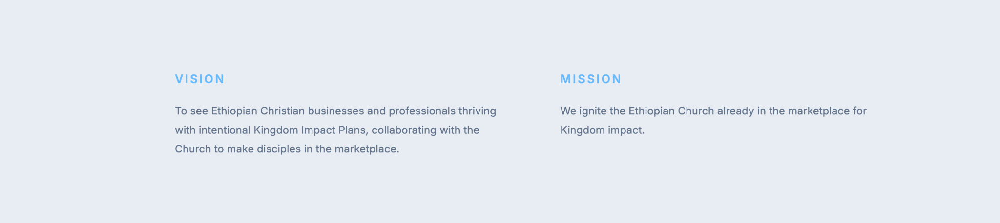 VISION
To see Ethiopian Christian businesses and professionals thriving
with intentional Kingdom Impact Plans, collaborating with the
Church to make disciples in the marketplace.
MISSION
We ignite the Ethiopian Church already in the marketplace for
Kingdom impact.